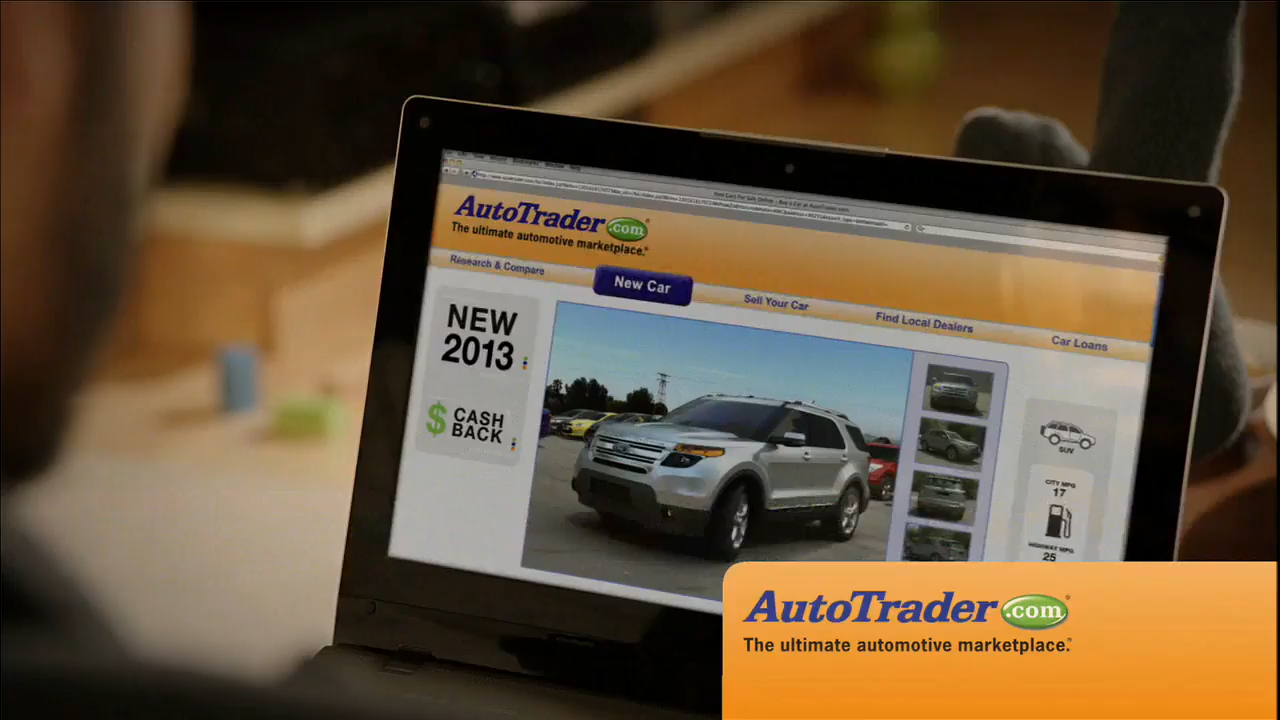 AutoTrader.com®
The ultimate automotive marketplace.®
Research & Compare
New Car
Sell Your Car
Find Local Dealers
Car Loans
NEW
2013
$ CASH
BACK
SUV
CITY MPG
17
HIGHWAY MPG
25
AutoTrader.com®
The ultimate automotive marketplace.